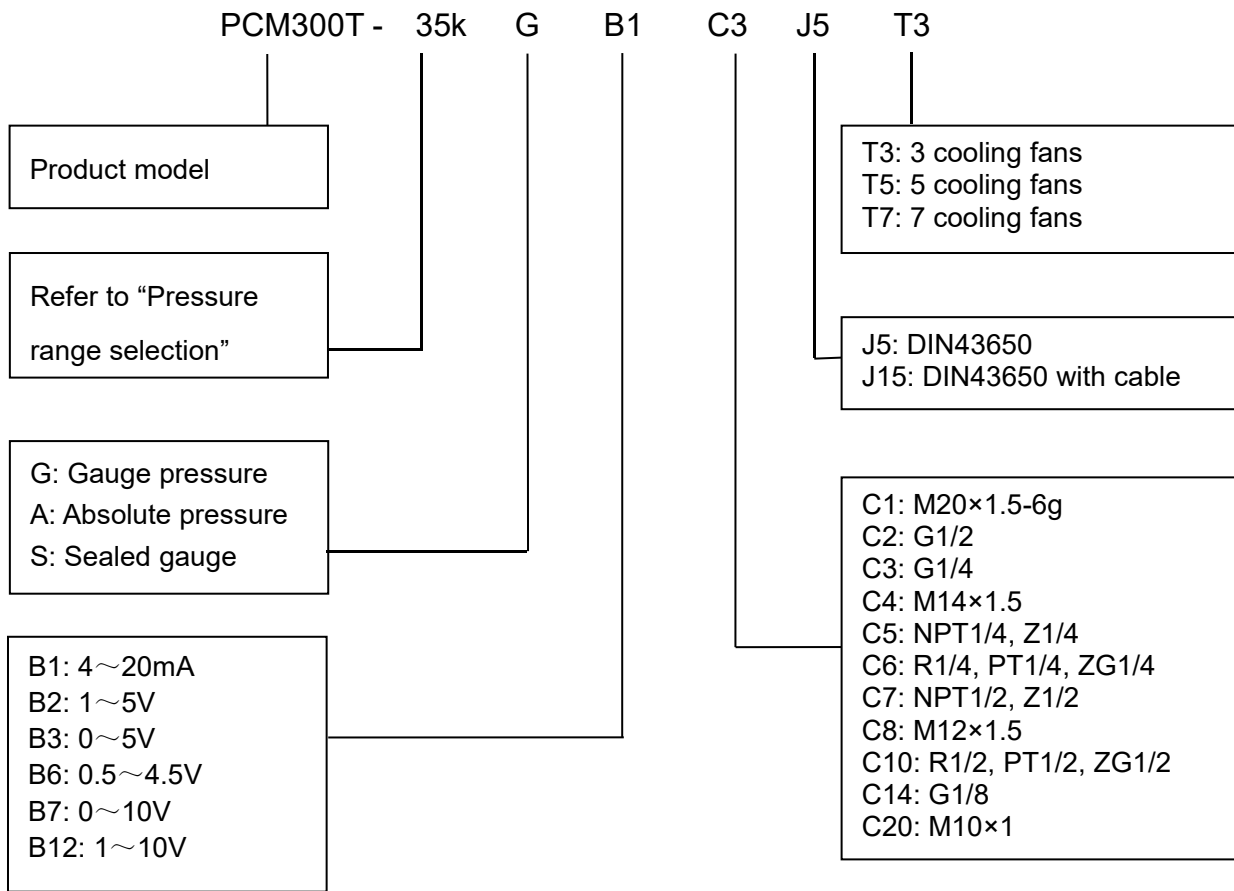 PCM300T - 35k G B1 C3 J5 T3
Product model
Refer to “Pressure
range selection”
G: Gauge pressure
A: Absolute pressure
S: Sealed gauge
B1: 4～20mA
B2: 1～5V
B3: 0～5V
B6: 0.5～4.5V
B7: 0～10V
B12: 1～10V
T3: 3 cooling fans
T5: 5 cooling fans
T7: 7 cooling fans
J5: DIN43650
J15: DIN43650 with cable
C1: M20×1.5-6g
C2: G1/2
C3: G1/4
C4: M14×1.5
C5: NPT1/4, Z1/4
C6: R1/4, PT1/4, ZG1/4
C7: NPT1/2, Z1/2
C8: M12×1.5
C10: R1/2, PT1/2, ZG1/2
C14: G1/8
C20: M10×1